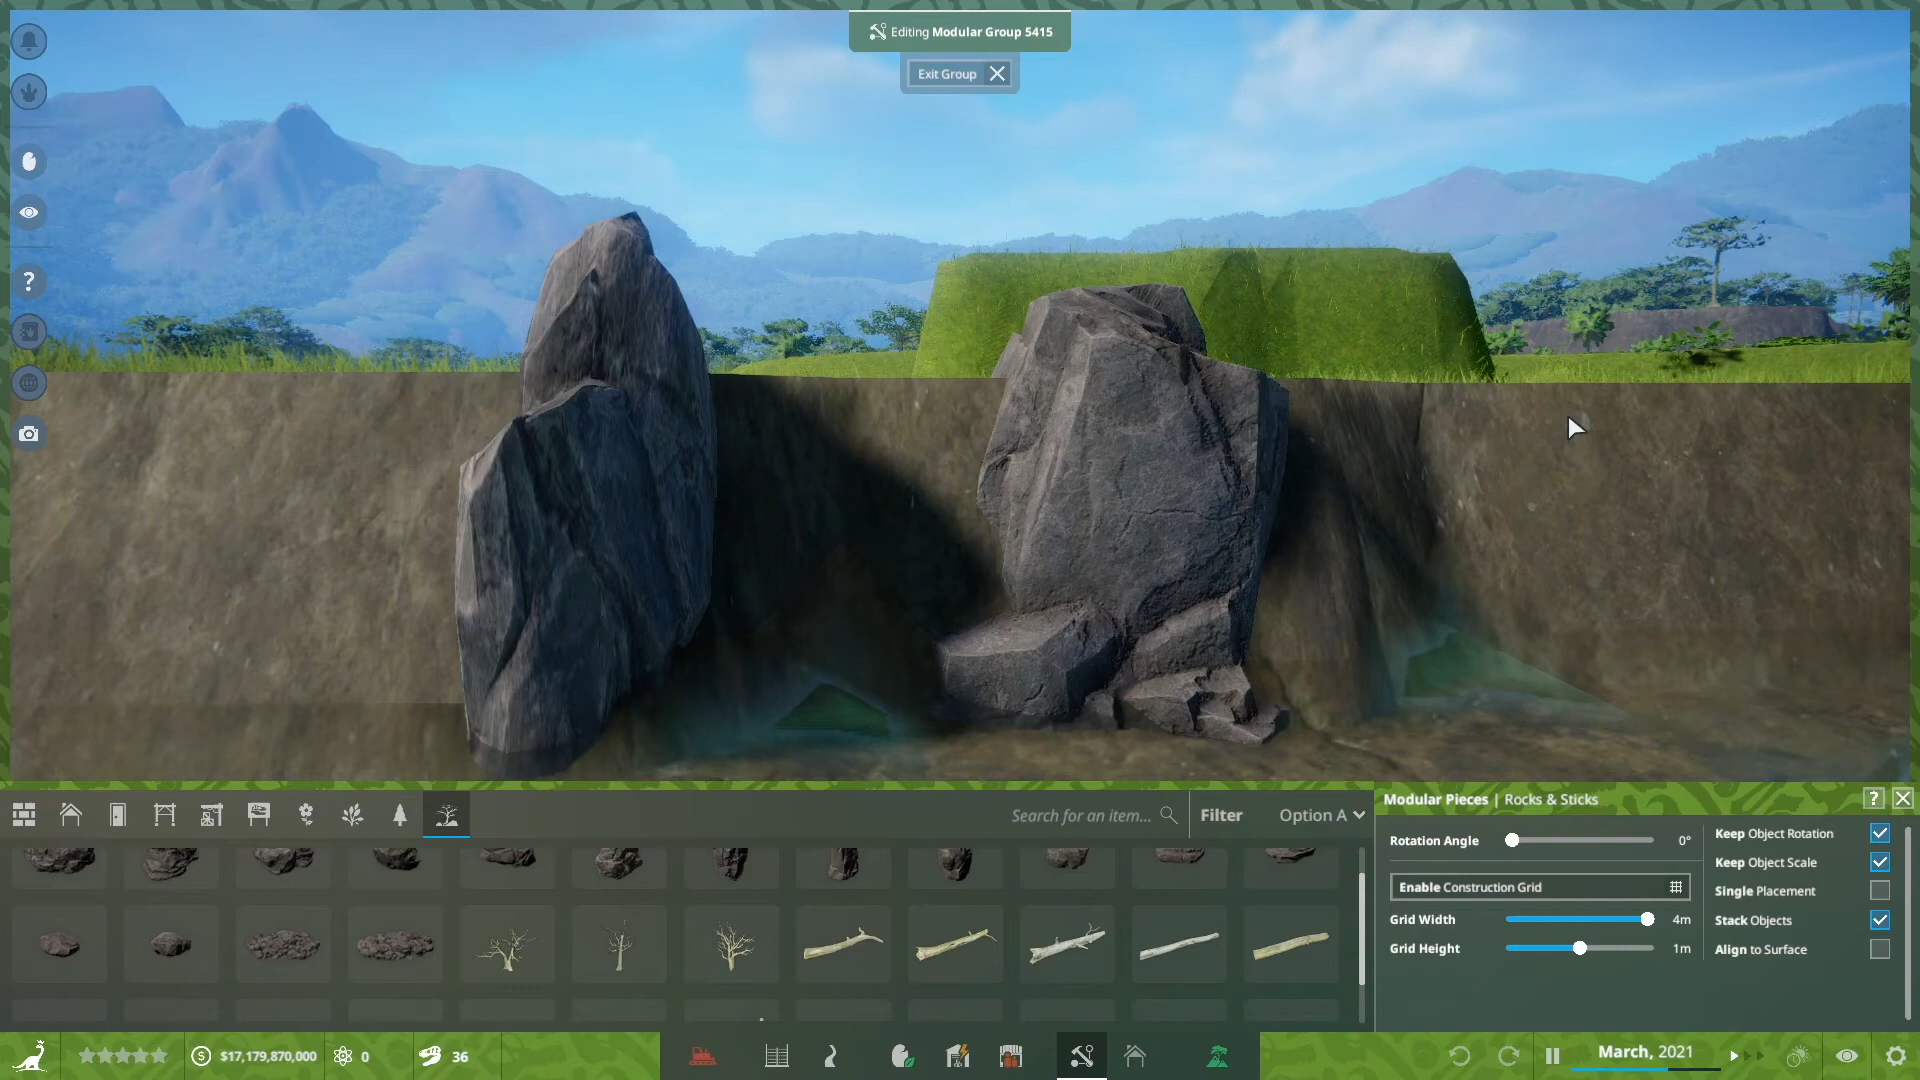 Editing Modular Group 5415
Exit Group
?
Search for an item...
Filter
Option A
Modular Pieces | Rocks & Sticks
?
Rotation Angle
0°
Enable Construction Grid
Grid Width
4m
Grid Height
1m
Keep Object Rotation
Keep Object Scale
Single Placement
Stack Objects
Align to Surface
$17,179,870,000
0
36
March, 2021